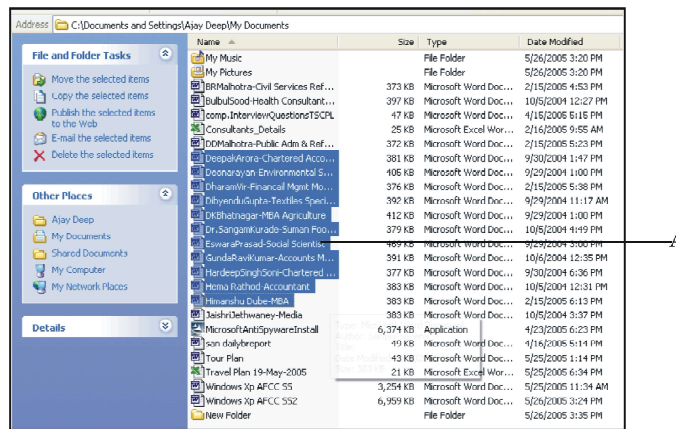 Address C:\Documents and Settings\Ajay Deep\My Documents
File and Folder Tasks
Move the selected items
Copy the selected items
Publish the selected items
to the Web
E-mail the selected items
Delete the selected items
Other Places
Ajay Deep
My Documents
Shared Documents
My Computer
My Network Places
Details
Name Size Type Date Modified
My Music File Folder 5/26/2005 3:20 PM
My Pictures File Folder 5/26/2005 3:20 PM
BRMalhotra-Civil Services Ref... 373 KB Microsoft Word Doc... 2/15/2005 4:53 PM
BulbulSood-Health Consultant... 397 KB Microsoft Word Doc... 10/5/2004 12:27 PM
comp.InterviewQuestionsTSCPL 47 KB Microsoft Word Doc... 4/15/2005 5:15 PM
Consultants_Details 25 KB Microsoft Excel Wor... 2/16/2005 9:55 AM
DDMalhotra-Public Adm & Ref... 372 KB Microsoft Word Doc... 2/15/2005 5:23 PM
DeepakArora-Chartered Acco... 381 KB Microsoft Word Doc... 9/30/2004 1:47 PM
Deonarayan-Environmental S... 405 KB Microsoft Word Doc... 9/29/2004 1:00 PM
DharamVir-Financail Mgmt Mo... 376 KB Microsoft Word Doc... 2/15/2005 5:38 PM
DibyenduGupta-Textiles Speci... 392 KB Microsoft Word Doc... 9/29/2004 11:17 AM
DKBhatnagar-MBA Agriculture 412 KB Microsoft Word Doc... 9/29/2004 1:00 PM
Dr.SangamKurade-Suman Foo... 379 KB Microsoft Word Doc... 10/5/2004 4:49 PM
EswaraPrasad-Social Scientist 469 KB Microsoft Word Doc... 9/29/2004 3:00 PM
GundaRaviKumar-Accounts M... 391 KB Microsoft Word Doc... 10/6/2004 12:35 PM
HardeepSinghSoni-Chartered ... 377 KB Microsoft Word Doc... 9/30/2004 6:36 PM
Hema Rathod-Accountant 383 KB Microsoft Word Doc... 10/5/2004 12:31 PM
Himanshu Dube-MBA 383 KB Microsoft Word Doc... 2/15/2005 6:13 PM
JaishriJethwaney-Media 383 KB Microsoft Word Doc... 10/5/2004 3:37 PM
MicrosoftAntiSpywareInstall 6,374 KB Application 4/23/2005 6:23 PM
san dailybreport 49 KB Microsoft Word Doc... 4/16/2005 5:14 PM
Tour Plan 43 KB Microsoft Word Doc... 5/25/2005 1:14 PM
Travel Plan 19-May-2005 21 KB Microsoft Excel Wor... 5/25/2005 6:34 PM
Windows Xp AFCC SS 3,254 KB Microsoft Word Doc... 5/25/2005 11:34 AM
Windows Xp AFCC SS2 6,959 KB Microsoft Word Doc... 5/26/2005 3:24 PM
New Folder File Folder 5/26/2005 3:35 PM